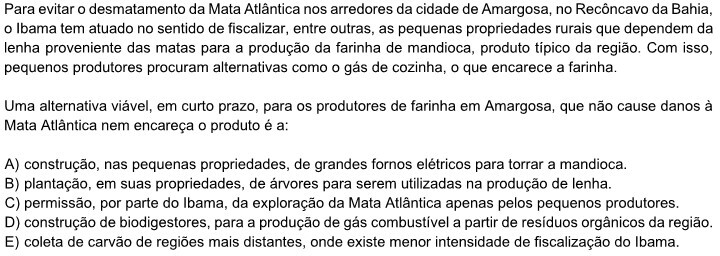 Para evitar o desmatamento da Mata Atlântica nos arredores da cidade de Amargosa, no Recôncavo da Bahia,
o Ibama tem atuado no sentido de fiscalizar, entre outras, as pequenas propriedades rurais que dependem da
lenha proveniente das matas para a produção da farinha de mandioca, produto típico da região. Com isso,
pequenos produtores procuram alternativas como o gás de cozinha, o que encarece a farinha.
Uma alternativa viável, em curto prazo, para os produtores de farinha em Amargosa, que não cause danos à
Mata Atlântica nem encareça o produto é a:
A) construção, nas pequenas propriedades, de grandes fornos elétricos para torrar a mandioca.
B) plantação, em suas propriedades, de árvores para serem utilizadas na produção de lenha.
C) permissão, por parte do Ibama, da exploração da Mata Atlântica apenas pelos pequenos produtores.
D) construção de biodigestores, para a produção de gás combustível a partir de resíduos orgânicos da região.
E) coleta de carvão de regiões mais distantes, onde existe menor intensidade de fiscalização do Ibama.